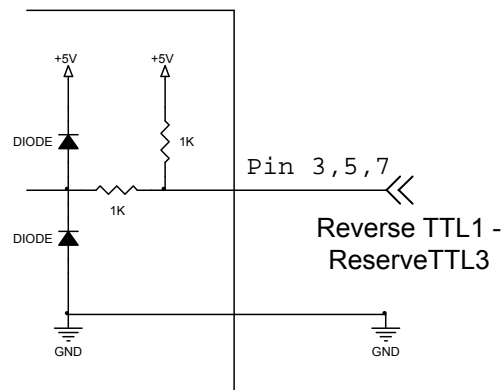 +5V
+5V
DIODE
1K
Pin 3,5,7
1K
DIODE
Reverse TTL1 -
ReserveTTL3
GND
GND